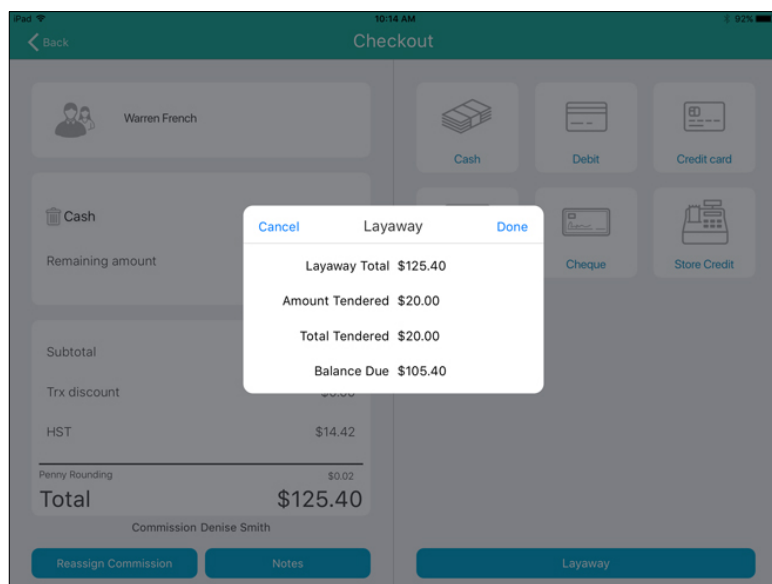 iPad 10:14 AM 92%
Back Checkout
Warren French
Cash Debit Credit card
Cash
Remaining amount
Cheque Store Credit
Cancel Layaway Done
Layaway Total $125.40
Amount Tendered $20.00
Total Tendered $20.00
Balance Due $105.40
Subtotal
Trx discount
HST $14.42
Penny Rounding $0.02
Total $125.40
Commission Denise Smith
Reassign Commission Notes Layaway